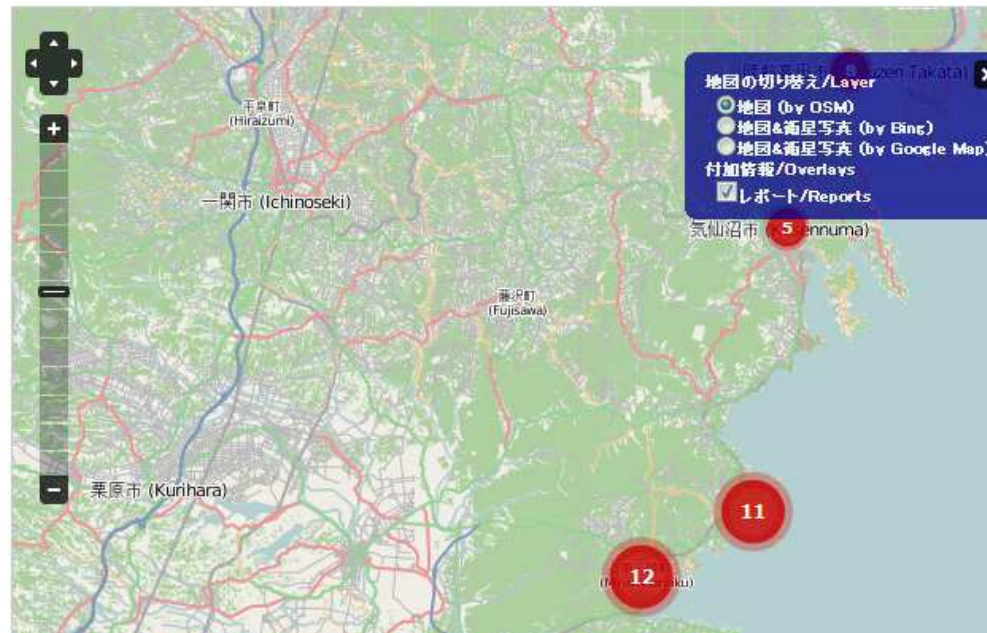 地図の切り替え/Layer
地図 (by OSM)
地図&衛星写真 (by Bing)
地図&衛星写真 (by Google Map)
付加情報/Overlays
レポート/Reports
8
Takata)
平泉町
(Hiraizumi)
一関市 (Ichinoseki)
気仙沼市
5
ennuma)
藤沢町
(Fujisawa)
栗原市 (Kurihara)
11
12